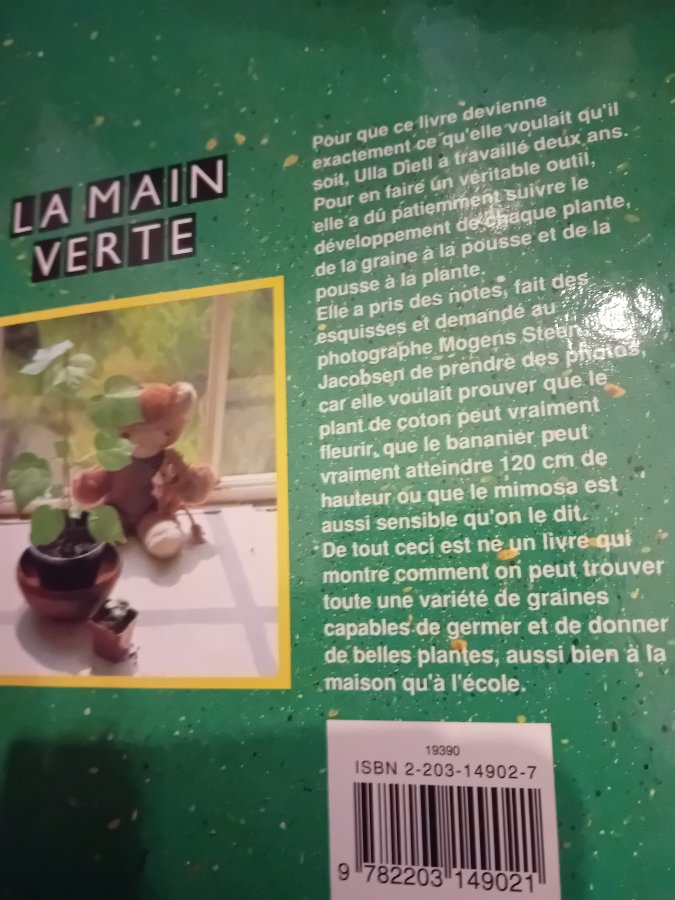 LA MAIN
VERTE
Pour que ce livre devienne
exactement ce qu'elle voulait qu'il
soit, Ulla Dietl a travaillé deux ans.
Pour en faire un véritable outil,
elle a dû patiemment suivre le
développement de chaque plante,
de la graine à la pousse et de la
pousse à la plante.
Elle a pris des notes, fait des
esquisses et demandé au
photographe Mogens
Jacobsen de prendre des photos,
car elle voulait prouver que le
plant de coton peut vraiment
fleurir, que le bananier peut
vraiment atteindre 120 cm de
hauteur ou que le mimosa est
aussi sensible qu'on le dit.
De tout ceci est né un livre qui
montre comment on peut trouver
toute une variété de graines
capables de germer et de donner
de belles plantes, aussi bien à la
maison qu'à l'école.
19390
ISBN 2-203-14902-7
9 782203 149021